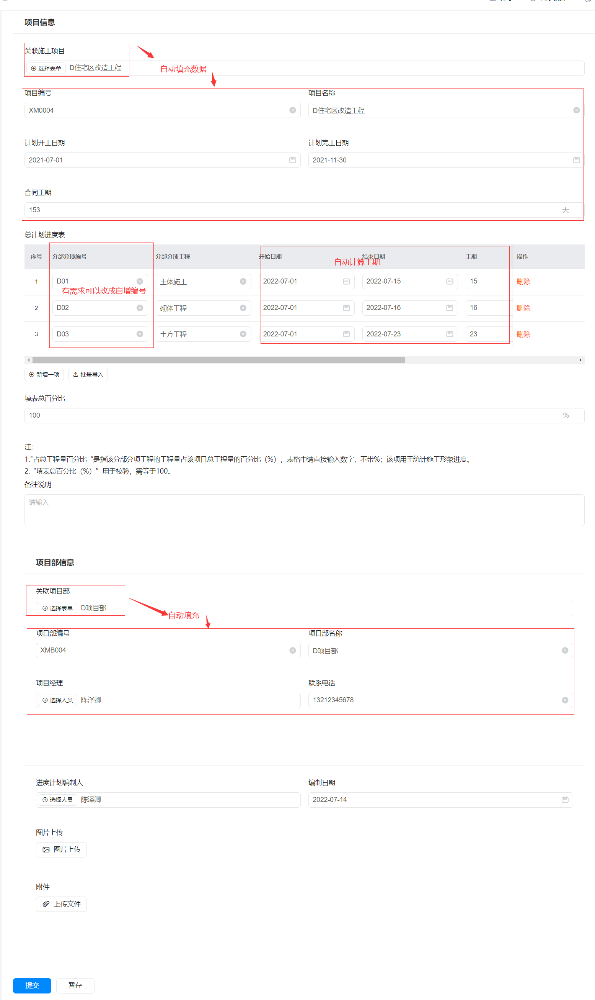 项目信息
关联施工项目
选择表单 D住宅区改造工程
自动填充数据
项目编号 项目名称
XM0004 D住宅区改造工程
计划开工日期 计划完工日期
2021-07-01 2021-11-30
合同工期
153 天
总计划进度表
序号 分部分项编号 分部分项工程 开始日期 结束日期 工期 操作
自动计算工期
1 D01 主体施工 2022-07-01 2022-07-15 15 删除
有需求可以改成自增编号
2 D02 砌体工程 2022-07-01 2022-07-16 16 删除
3 D03 土方工程 2022-07-01 2022-07-23 23 删除
新增一项 批量导入
填表总百分比
100 %
注：
1."占总工程量百分比“是指该分部分项工程的工程量占该项目总工程量的百分比（%），表格中请直接输入数字，不带%；该项用于统计施工形象进度。
2.“填表总百分比（%）”用于校验，需等于100。
备注说明
请输入
项目部信息
关联项目部
选择表单 D项目部
自动填充
项目部编号 项目部名称
XMB004 D项目部
项目经理 联系电话
选择人员 陈泽卿 13212345678
进度计划编制人 编制日期
选择人员 陈泽卿 2022-07-14
图片上传
图片上传
附件
上传文件
提交 暂存